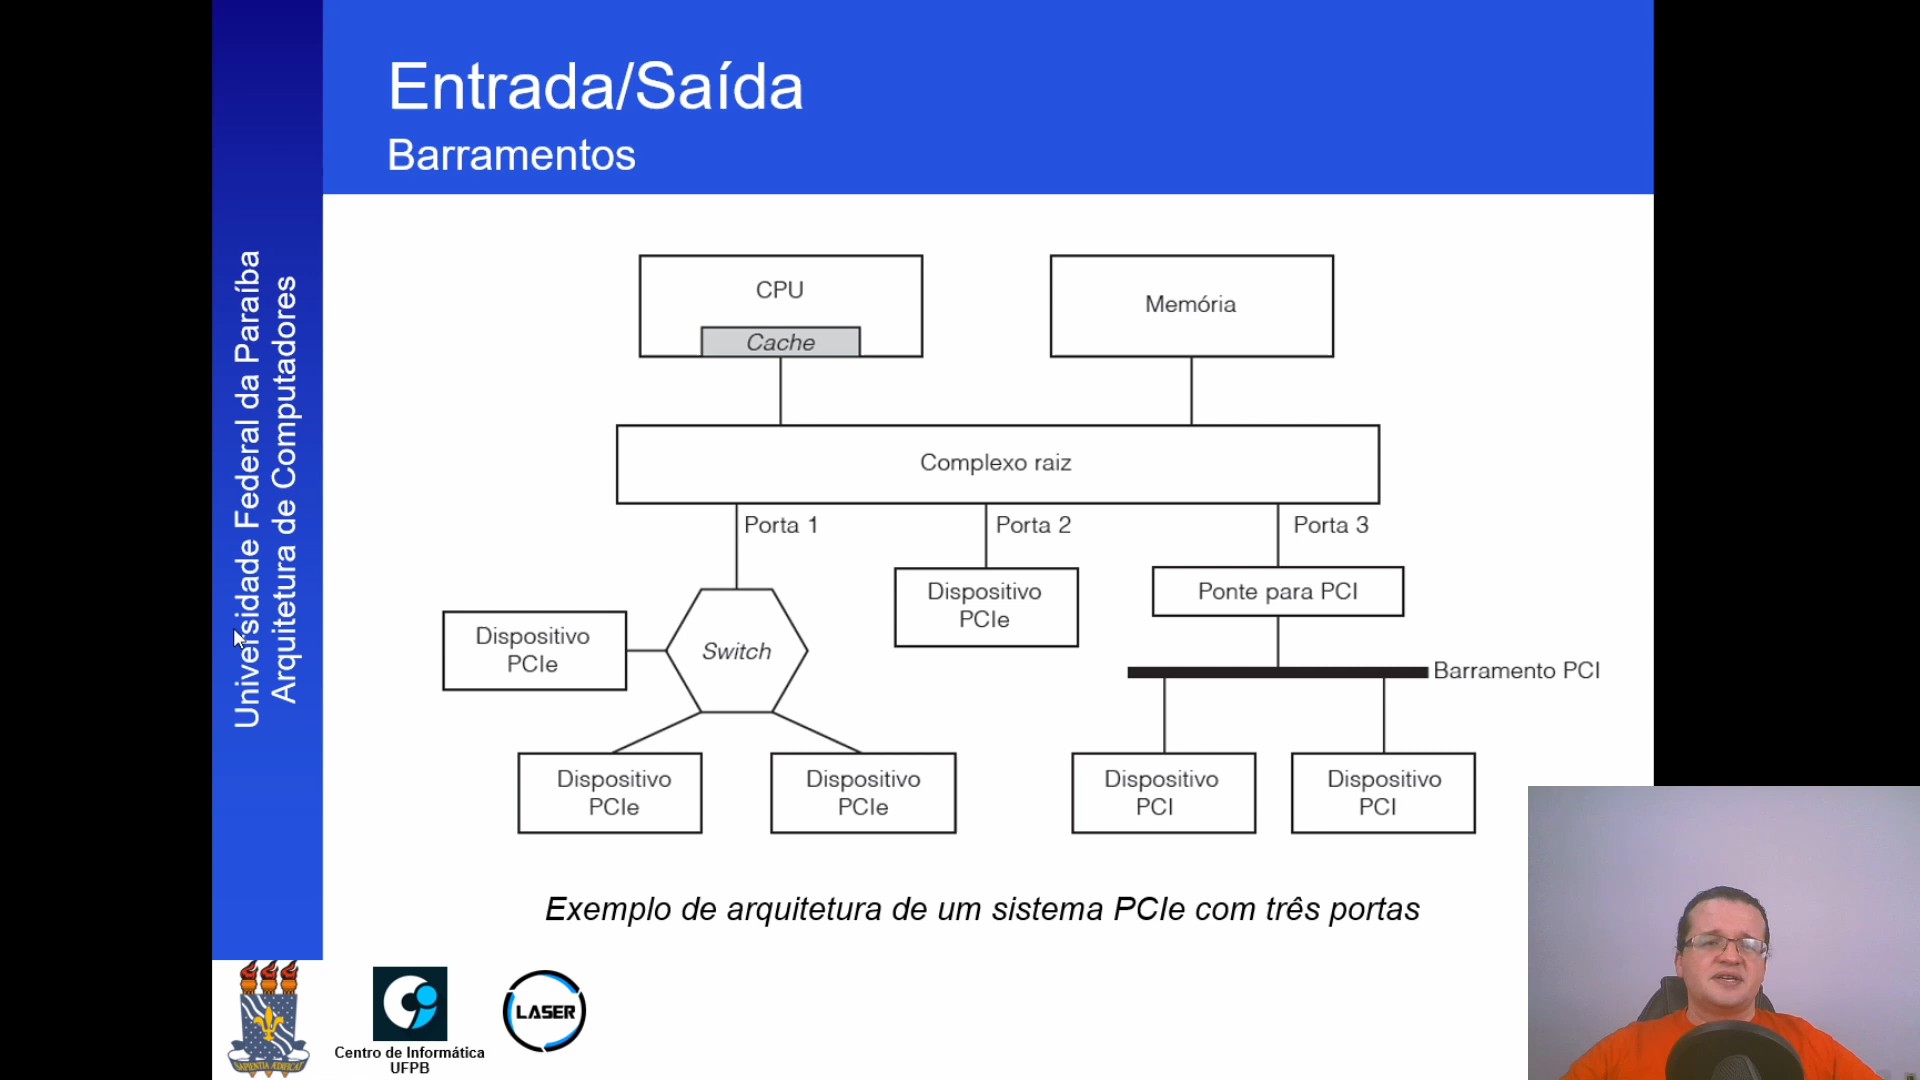 Entrada/Saída
Barramentos
Universidade Federal da Paraíba
Arquitetura de Computadores
CPU
Cache
Memória
Complexo raiz
Porta 1
Porta 2
Porta 3
Dispositivo
PCIe
Switch
Dispositivo
PCIe
Ponte para PCI
Barramento PCI
Dispositivo
PCIe
Dispositivo
PCIe
Dispositivo
PCI
Dispositivo
PCI
Exemplo de arquitetura de um sistema PCIe com três portas
SAPIENTIA ÆDIFICAT
Centro de Informática
UFPB
LASER